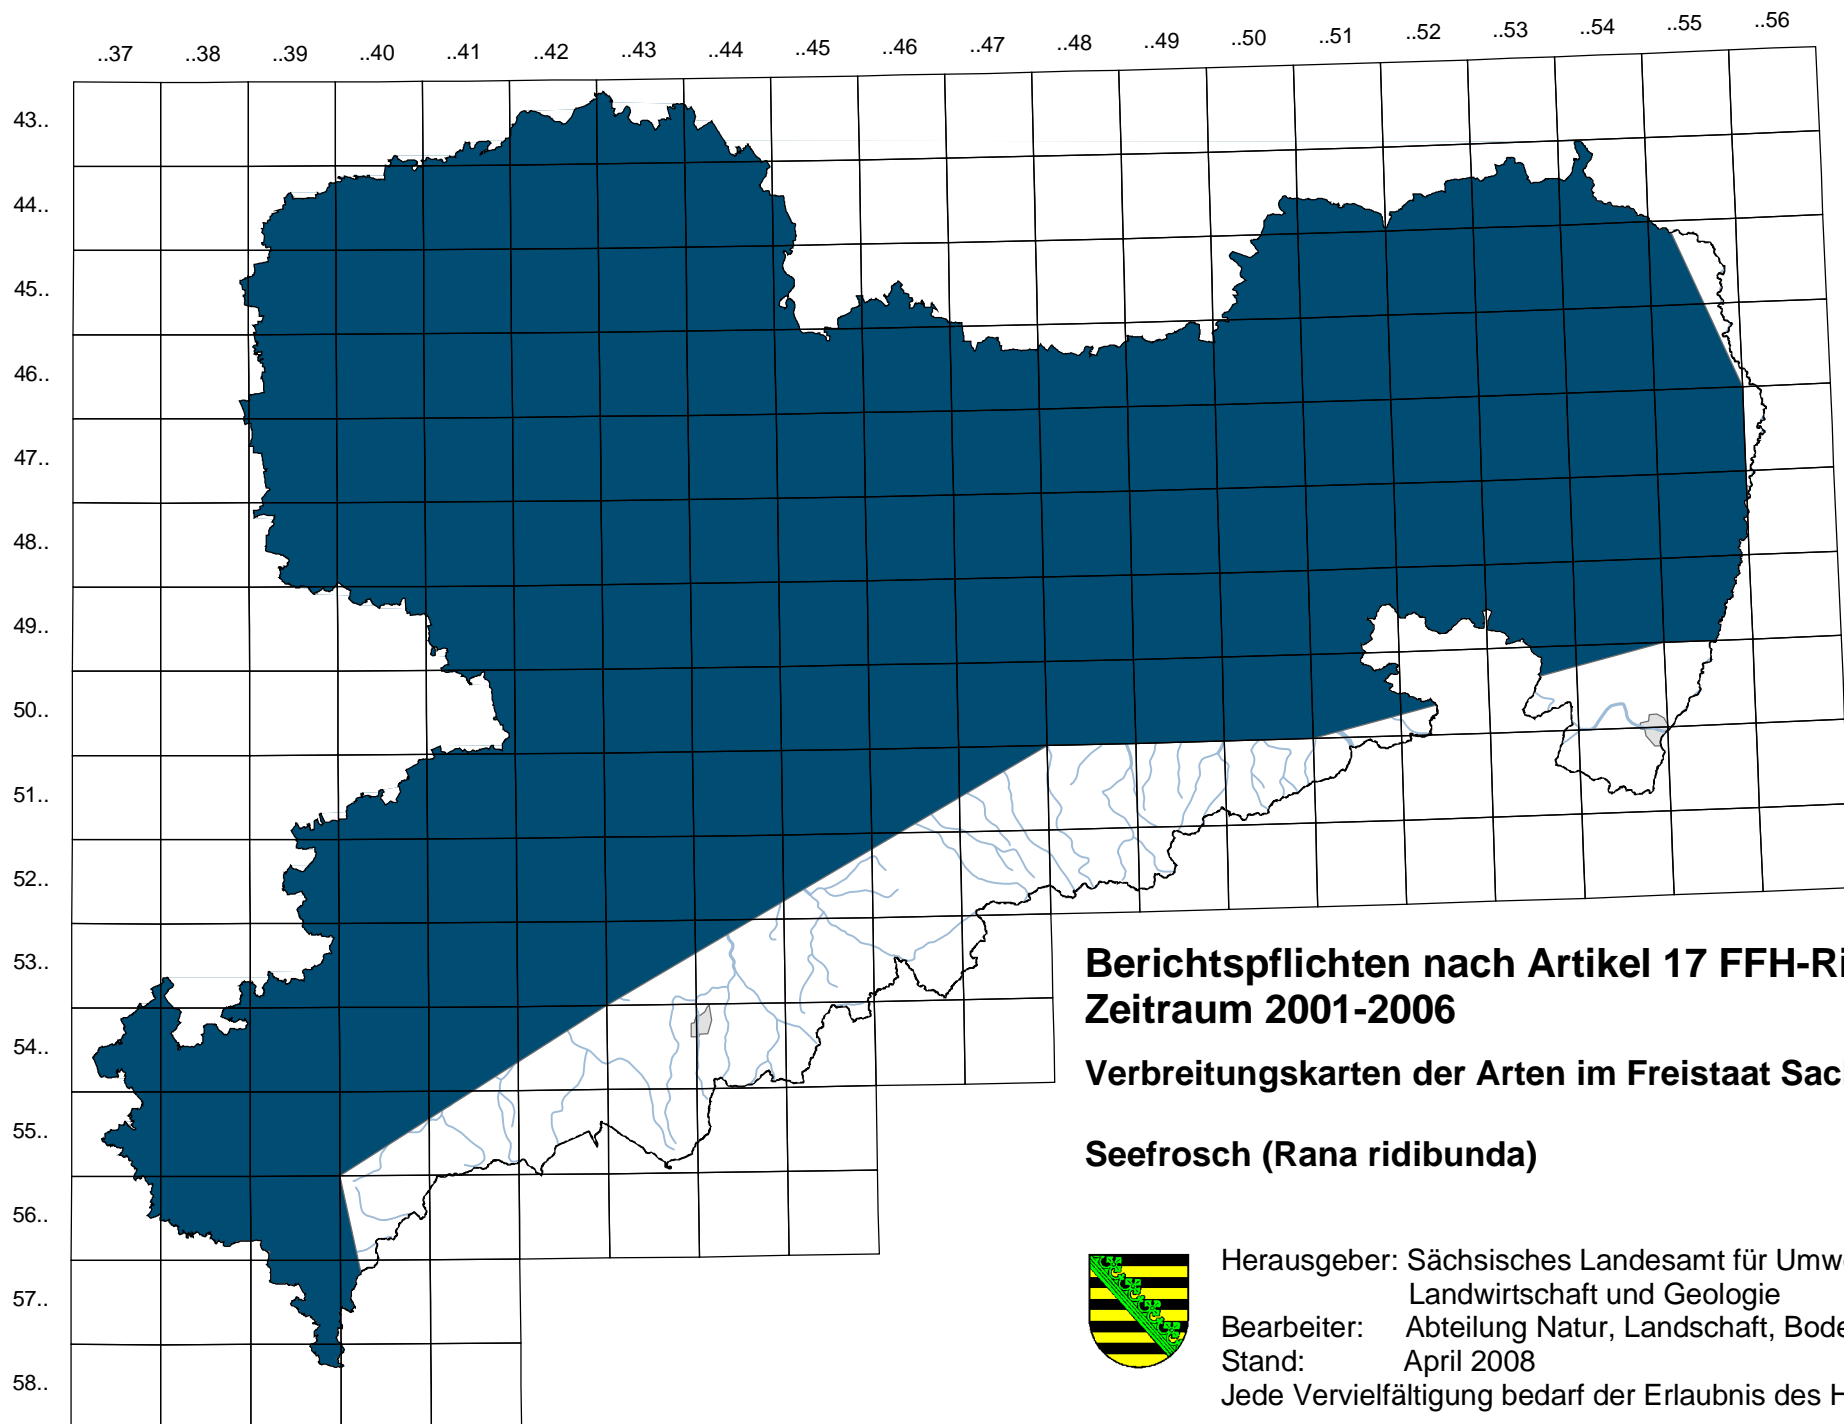 ..37 ..38 ..39 ..40 ..41 ..42 ..43 ..44 ..45 ..46 ..47 ..48 ..49 ..50 ..51 ..52 ..53 ..54 ..55 ..56
43..
44..
45..
46..
47..
48..
49..
50..
51..
52..
53..
54..
55..
56..
57..
58..
Berichtspflichten nach Artikel 17 FFH-Ri
Zeitraum 2001-2006
Verbreitungskarten der Arten im Freistaat Sac
Seefrosch (Rana ridibunda)
Herausgeber: Sächsisches Landesamt für Umw
Landwirtschaft und Geologie
Bearbeiter: Abteilung Natur, Landschaft, Bode
Stand: April 2008
Jede Vervielfältigung bedarf der Erlaubnis des H